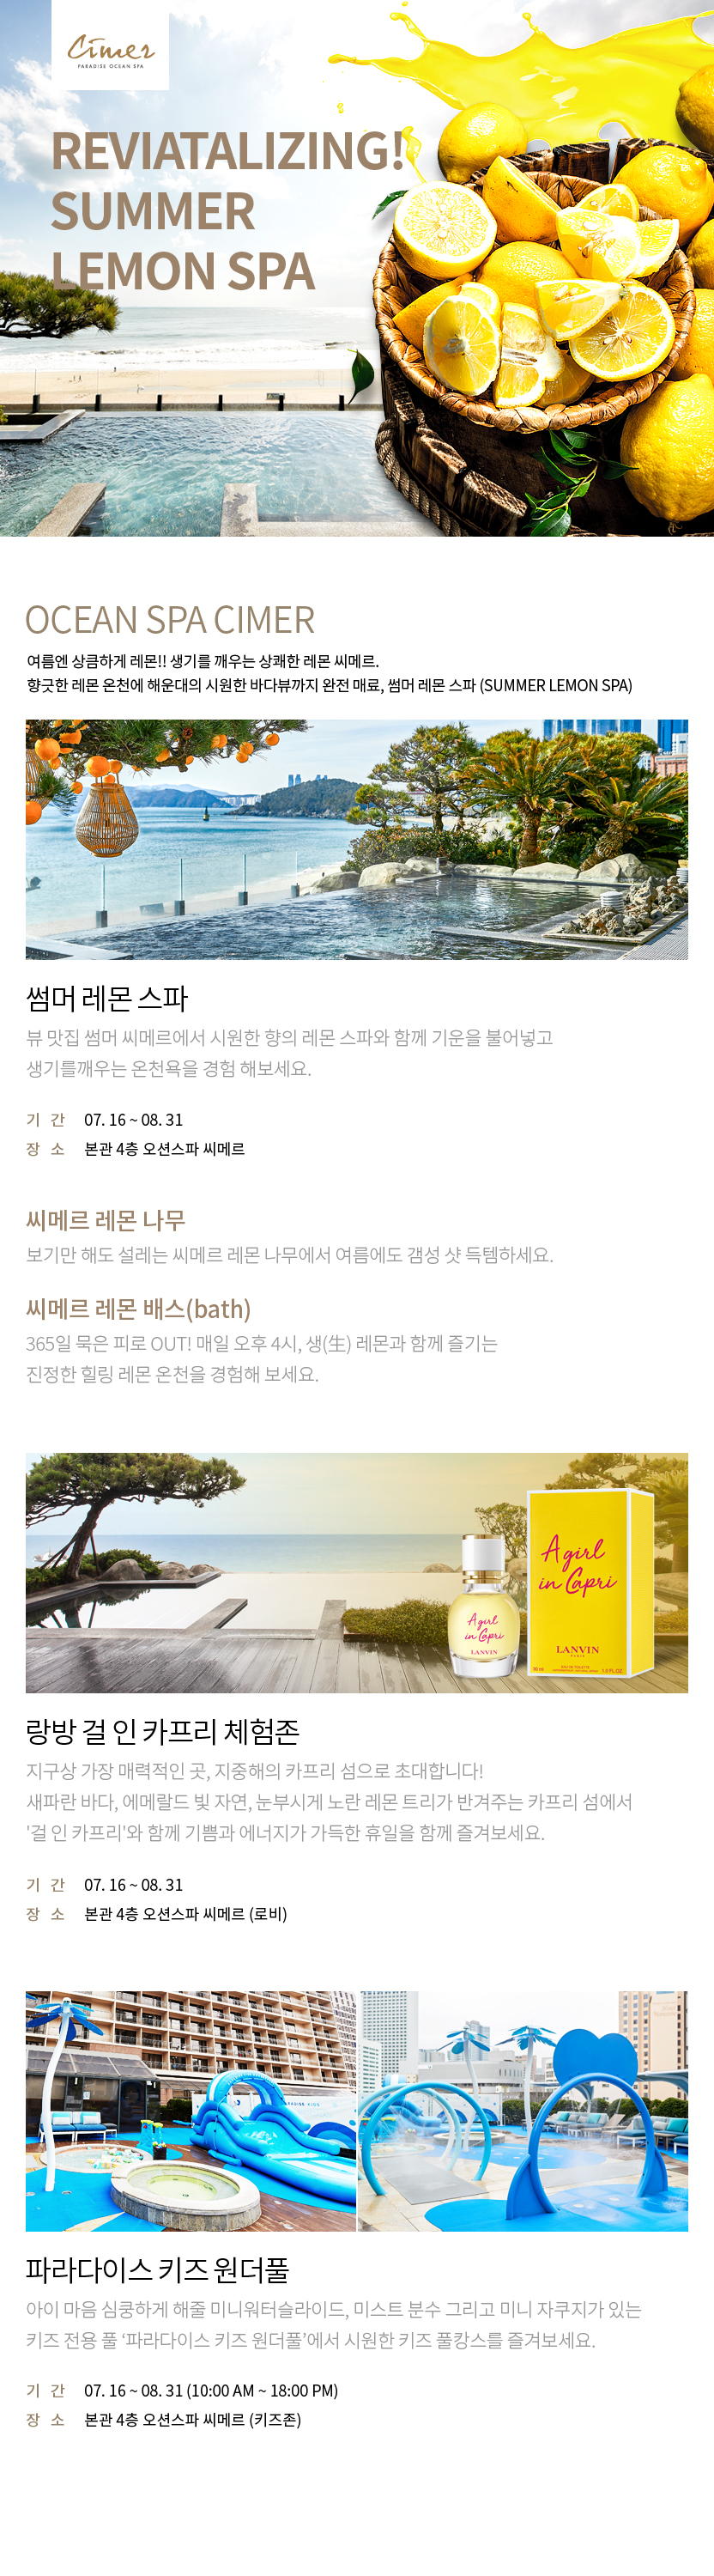 Cimer
PARADISE OCEAN SPA
REVIATALIZING!
SUMMER
LEMON SPA
OCEAN SPA CIMER
여름엔 상큼하게 레몬!! 생기를 깨우는 상쾌한 레몬 씨메르.
향긋한 레몬 온천에 해운대의 시원한 바다뷰까지 완전 매료, 썸머 레몬 스파 (SUMMER LEMON SPA)
썸머 레몬 스파
뷰 맛집 썸머 씨메르에서 시원한 향의 레몬 스파와 함께 기운을 불어넣고
생기를깨우는 온천욕을 경험 해보세요.
기 간 07. 16 ~ 08. 31
장 소 본관 4층 오션스파 씨메르
씨메르 레몬 나무
보기만 해도 설레는 씨메르 레몬 나무에서 여름에도 갬성 샷 득템하세요.
씨메르 레몬 배스(bath)
365일 묵은 피로 OUT! 매일 오후 4시, 생(生) 레몬과 함께 즐기는
진정한 힐링 레몬 온천을 경험해 보세요.
A girl
in Capri
LANVIN
PARIS
A girl
in Capri
LANVIN
랑방 걸 인 카프리 체험존
지구상 가장 매력적인 곳, 지중해의 카프리 섬으로 초대합니다!
새파란 바다, 에메랄드 빛 자연, 눈부시게 노란 레몬 트리가 반겨주는 카프리 섬에서
'걸 인 카프리'와 함께 기쁨과 에너지가 가득한 휴일을 함께 즐겨보세요.
기 간 07. 16 ~ 08. 31
장 소 본관 4층 오션스파 씨메르 (로비)
파라다이스 키즈 원더풀
아이 마음 심쿵하게 해줄 미니워터슬라이드, 미스트 분수 그리고 미니 자쿠지가 있는
키즈 전용 풀 ‘파라다이스 키즈 원더풀’에서 시원한 키즈 풀캉스를 즐겨보세요.
기 간 07. 16 ~ 08. 31 (10:00 AM ~ 18:00 PM)
장 소 본관 4층 오션스파 씨메르 (키즈존)